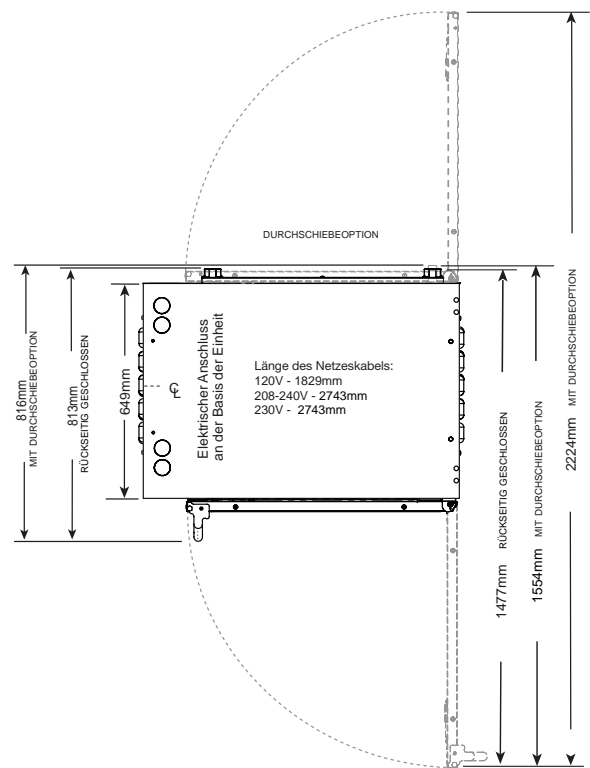 DURCHSCHIEBEOPTION
816mm
MIT DURCHSCHIEBEOPTION
813mm
RÜCKSEITIG GESCHLOSSEN
649mm
℄
Elektrischer Anschluss
an der Basis der Einheit
Länge des Netzeskabels:
120V - 1829mm
208-240V - 2743mm
230V - 2743mm
1477mm RÜCKSEITIG GESCHLOSSEN
1554mm MIT DURCHSCHIEBEOPTION
2224mm MIT DURCHSCHIEBEOPTION